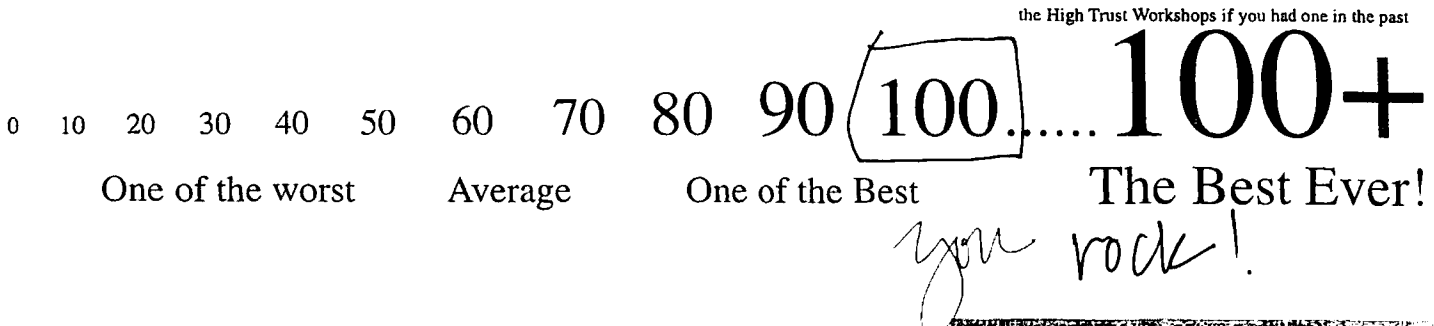 the High Trust Workshops if you had one in the past
0 10 20 30 40 50 60 70 80 90 100...... 100+
One of the worst Average One of the Best The Best Ever!
you rock!